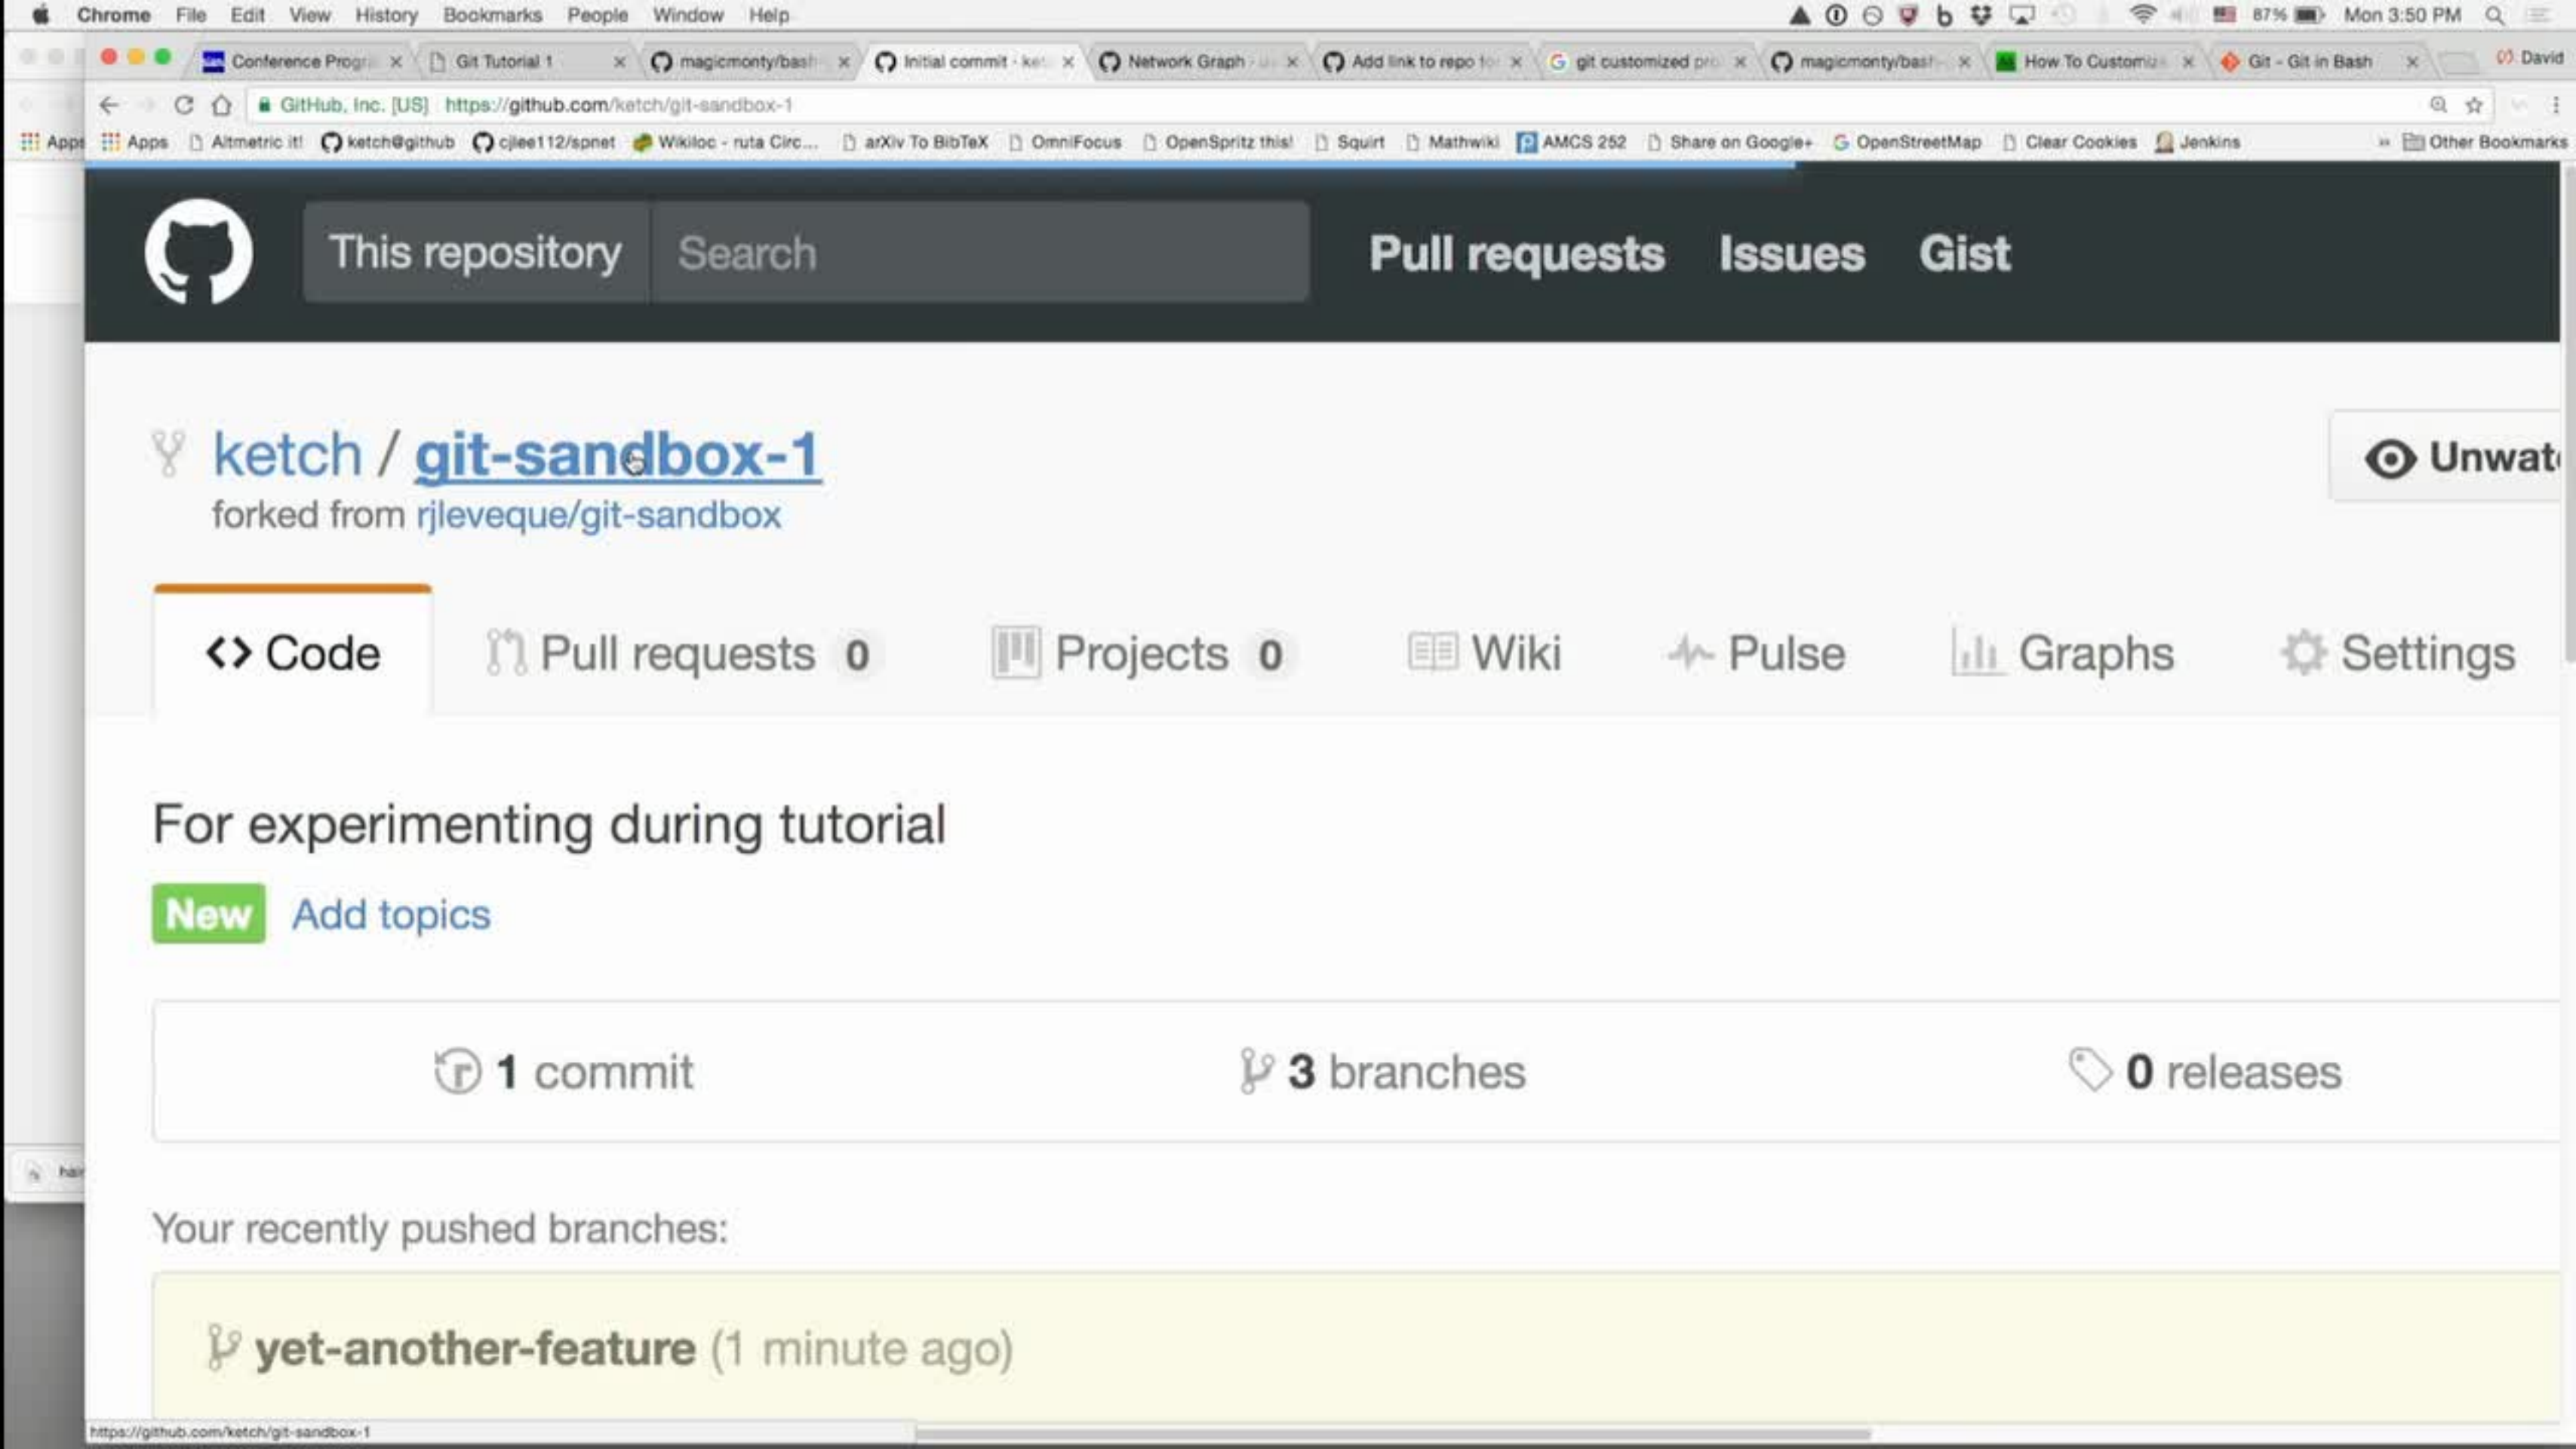 Chrome File Edit View History Bookmarks People Window Help 87% Mon 3:50 PM
Conference Progr Git Tutorial 1 magicmonty/bash Initial commit · ket Network Graph · Add link to repo for git customized pro magicmonty/bash- How To Customiz Git - Git in Bash David
GitHub, Inc. [US] https://github.com/ketch/git-sandbox-1
Apps Apps Altmetric it! ketch@github cjlee112/spnet Wikiloc - ruta Circ... arXiv To BibTeX OmniFocus OpenSpritz this! Squirt Mathwiki AMCS 252 Share on Google+ OpenStreetMap Clear Cookies Jenkins » Other Bookmarks
This repository Search Pull requests Issues Gist
ketch / git-sandbox-1 Unwat
forked from rjleveque/git-sandbox
<> Code Pull requests 0 Projects 0 Wiki Pulse Graphs Settings
For experimenting during tutorial
New Add topics
1 commit 3 branches 0 releases
Your recently pushed branches:
yet-another-feature (1 minute ago)
https://github.com/ketch/git-sandbox-1